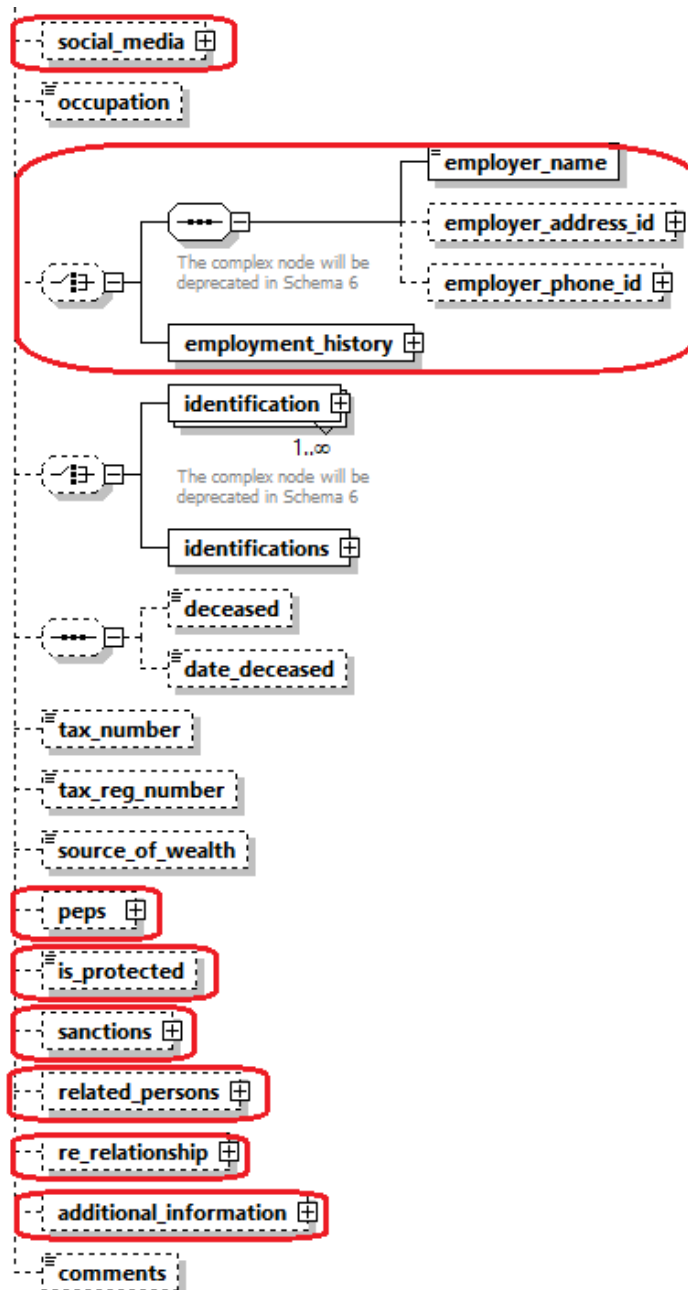 social_media
occupation
employer_name
employer_address_id
The complex node will be
deprecated in Schema 6
employer_phone_id
employment_history
identification
1..∞
The complex node will be
deprecated in Schema 6
identifications
deceased
date_deceased
tax_number
tax_reg_number
source_of_wealth
peps
is_protected
sanctions
related_persons
re_relationship
additional_information
comments